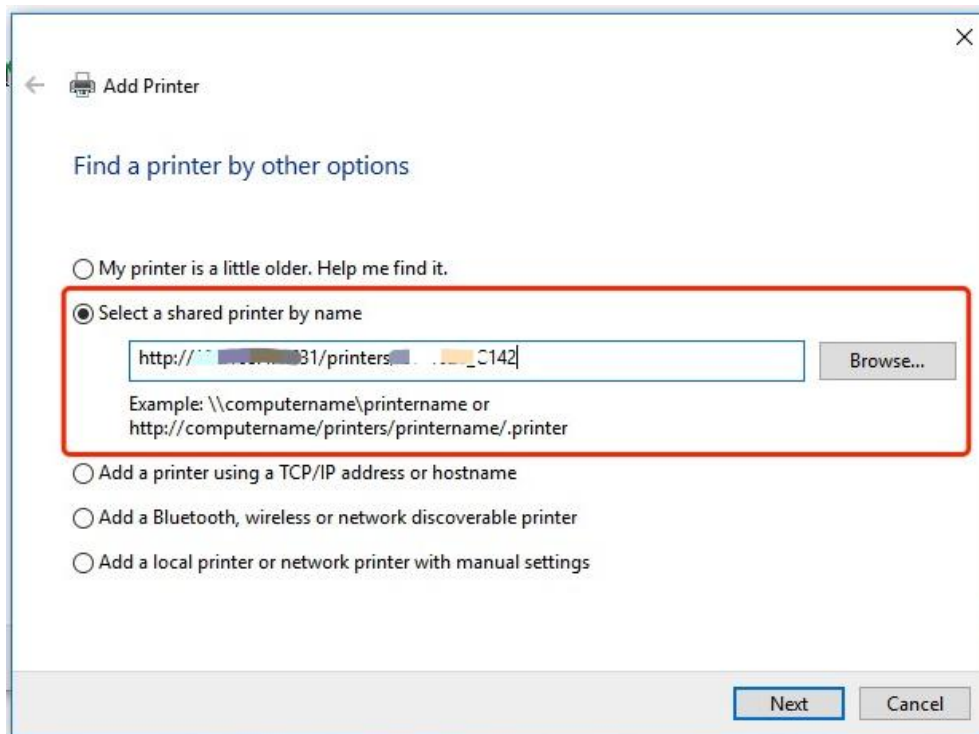 Add Printer
Find a printer by other options
My printer is a little older. Help me find it.
Select a shared printer by name
http:// 31/printers _C142
Browse...
Example: \\computername\printername or
http://computername/printers/printername/.printer
Add a printer using a TCP/IP address or hostname
Add a Bluetooth, wireless or network discoverable printer
Add a local printer or network printer with manual settings
Next
Cancel